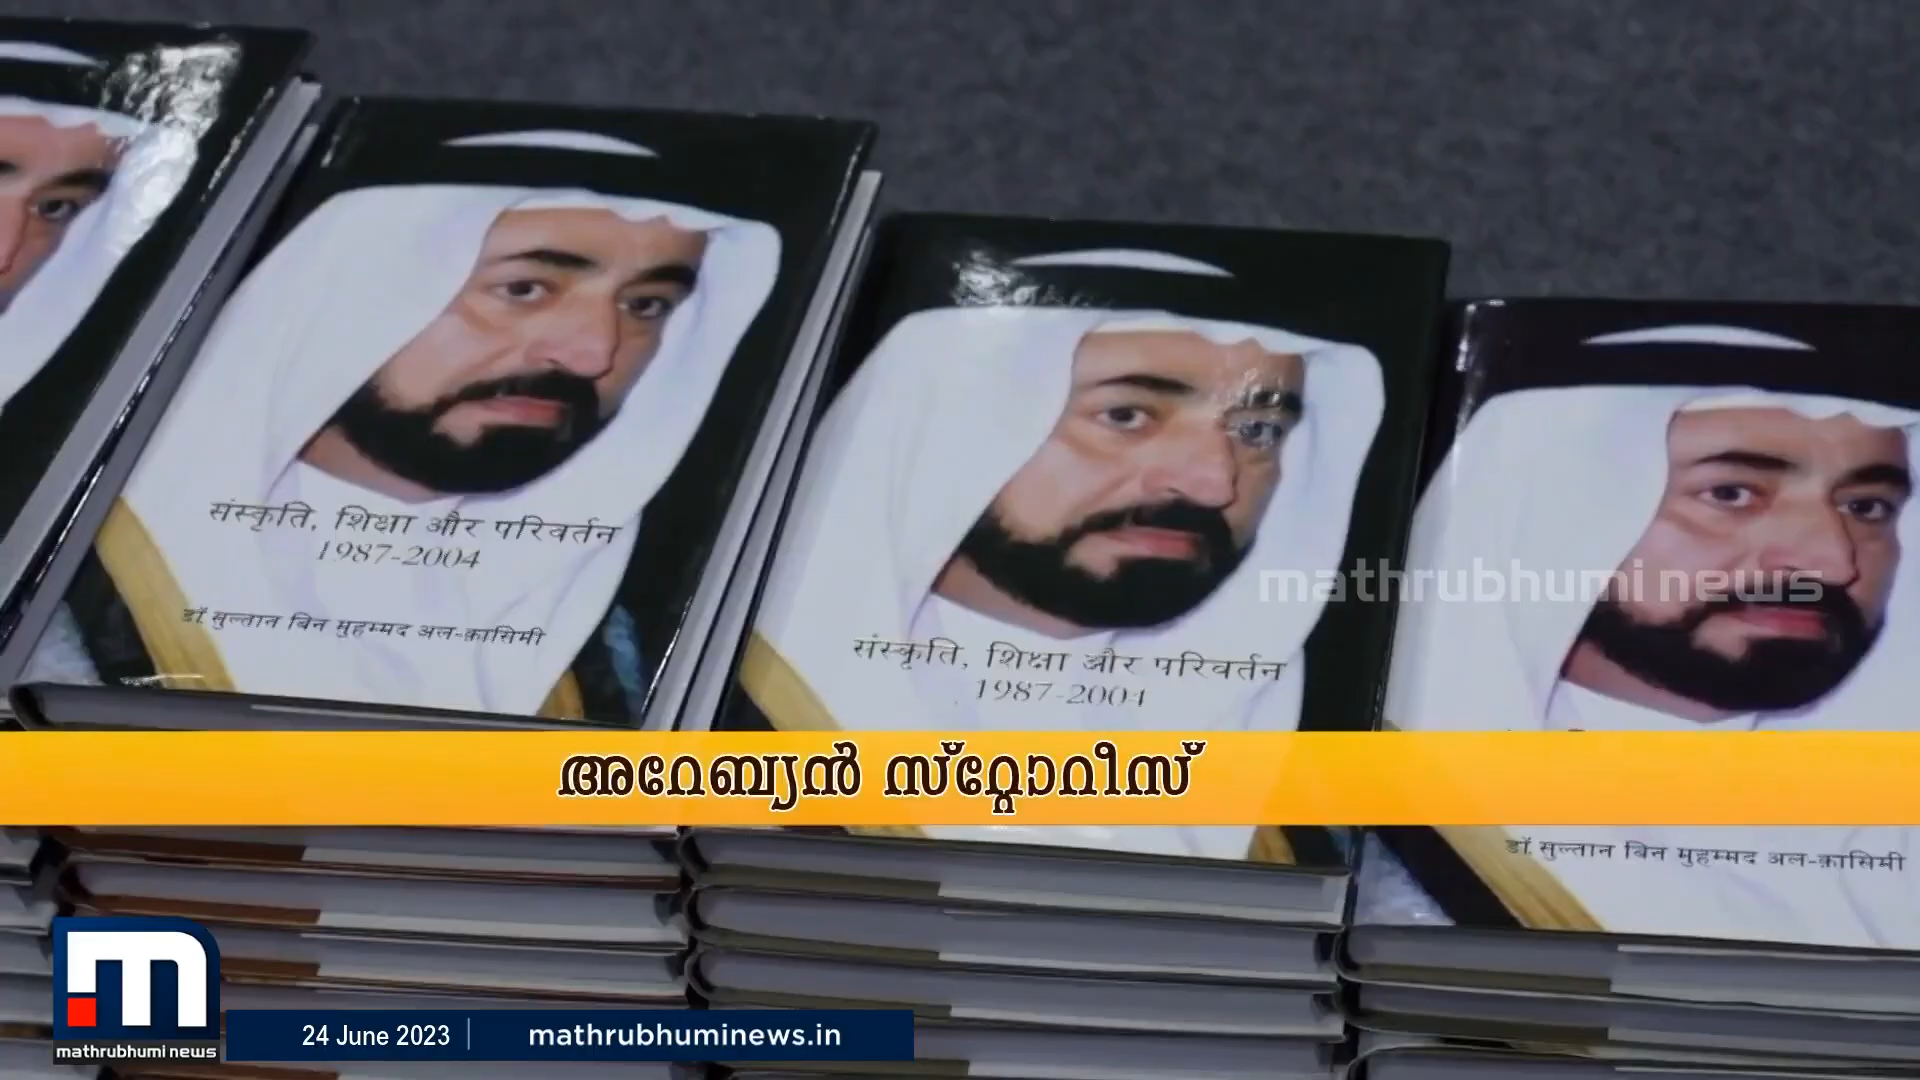 संस्कृति, शिक्षा और परिवर्तन
1987-2004
डॉ. सुल्तान बिन मुहम्मद अल-क़ासिमी
संस्कृति, शिक्षा और परिवर्तन
1987-2004
mathrubhumi news
അറേബ്യൻ സ്റ്റോറീസ്
डॉ. सुल्तान बिन मुहम्मद अल-क़ासिमी
mathrubhumi news
24 June 2023
mathrubhuminews.in